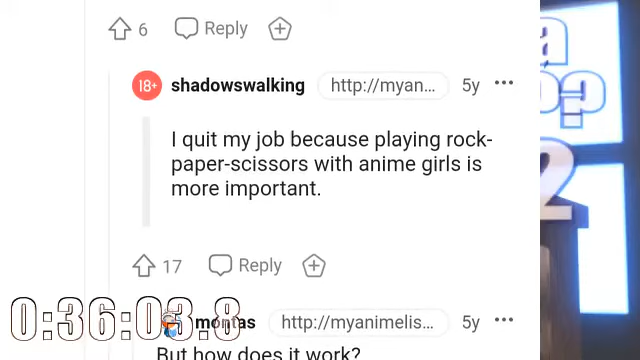 6 Reply
18+ shadowswalking http://myan... 5y ...
I quit my job because playing rock-
paper-scissors with anime girls is
more important.
17 Reply
0:36:03.8
http://myanimelis... 5y ...
But how does it work?
2